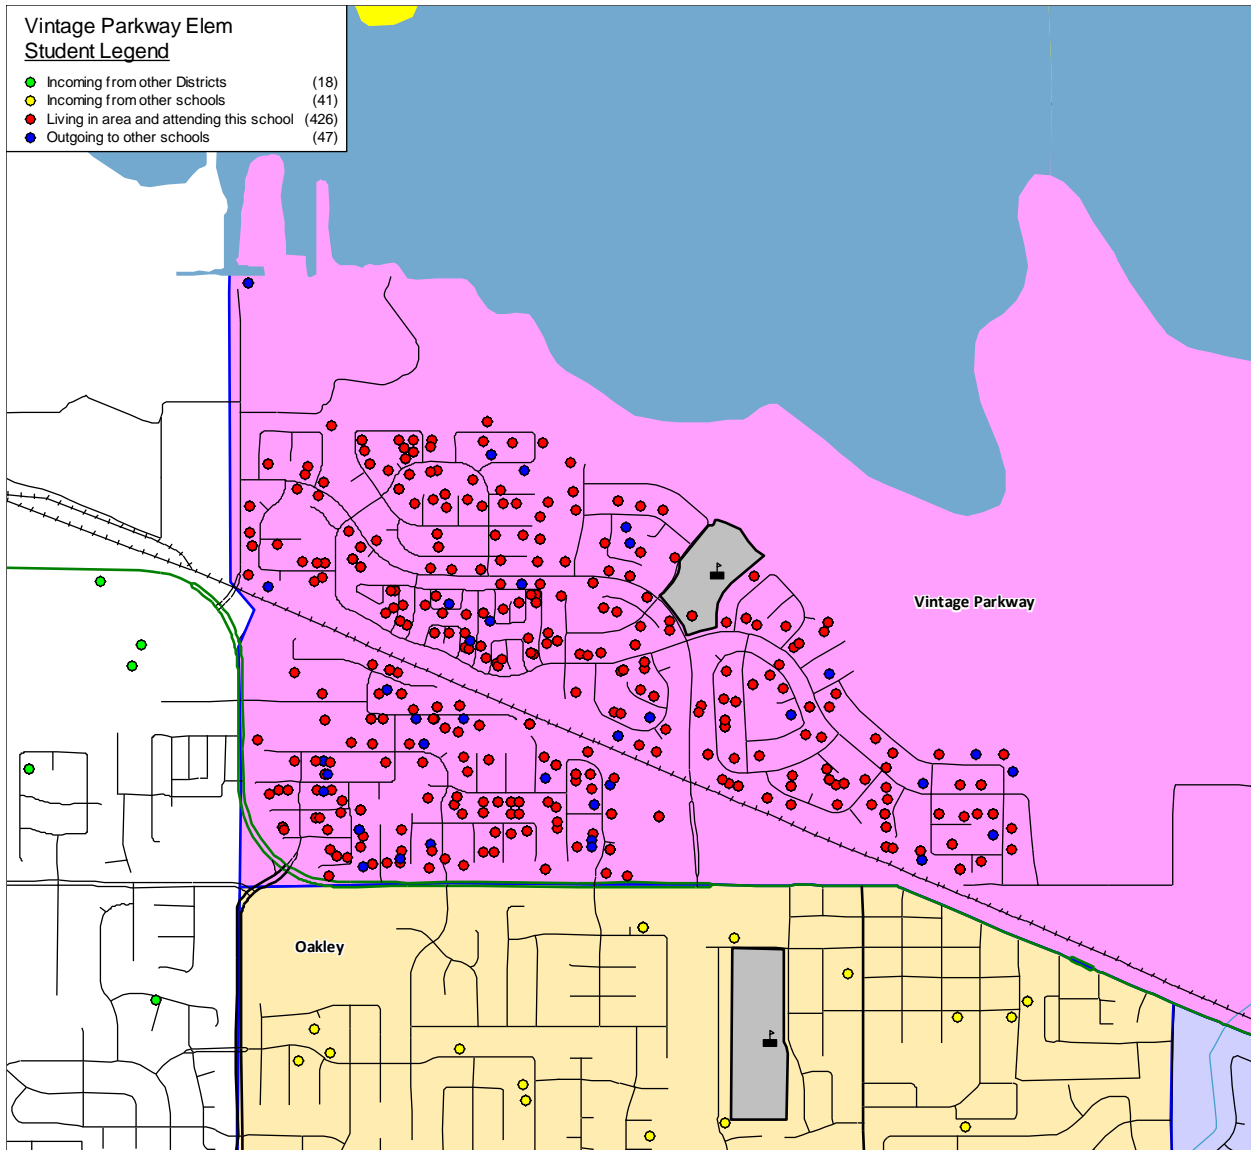 Vintage Parkway Elem
Student Legend
Incoming from other Districts (18)
Incoming from other schools (41)
Living in area and attending this school (426)
Outgoing to other schools (47)
Vintage Parkway
Oakley